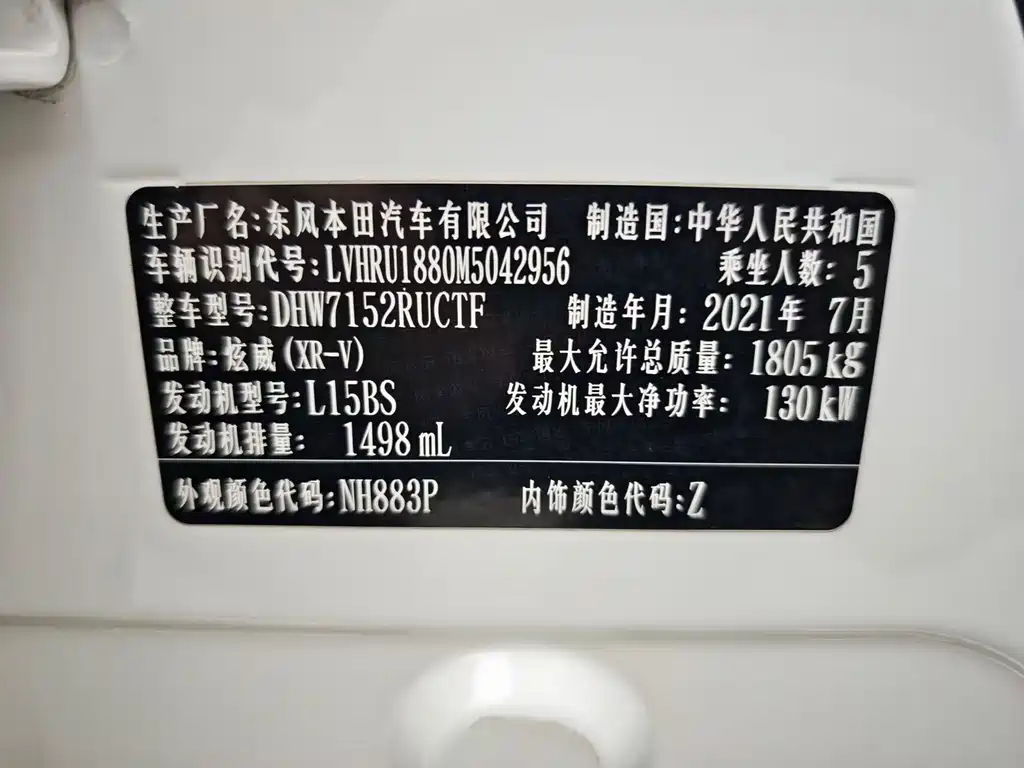 生产厂名:东风本田汽车有限公司 制造国:中华人民共和国
车辆识别代号:LVHRU1880M5042956 乘坐人数:5
整车型号:DHW7152RUCTF 制造年月:2021年 7月
品牌:炫威(XR-V) 最大允许总质量:1805kg
发动机型号:L15BS 发动机最大净功率:130kW
发动机排量:1498mL
外观颜色代码:NH883P 内饰颜色代码:Z